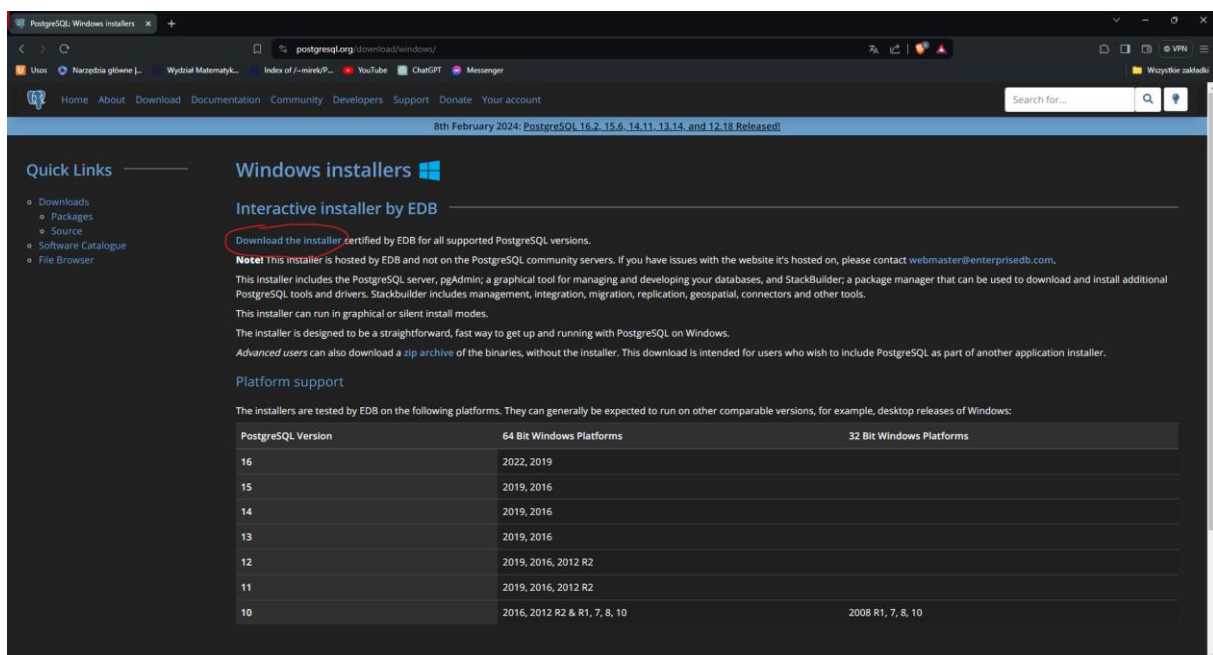 PostgreSQL: Windows installers
postgresql.org/download/windows/
VPN
Usos Narzędzia główne |... Wydział Matematyk... Index of /~mirek/P... YouTube ChatGPT Messenger Wszystkie zakładki
Home About Download Documentation Community Developers Support Donate Your account Search for...
8th February 2024: PostgreSQL 16.2, 15.6, 14.11, 13.14, and 12.18 Released!
Quick Links
Downloads
Packages
Source
Software Catalogue
File Browser
Windows installers
Interactive installer by EDB
Download the installer certified by EDB for all supported PostgreSQL versions.
Note! This installer is hosted by EDB and not on the PostgreSQL community servers. If you have issues with the website it's hosted on, please contact webmaster@enterprisedb.com.
This installer includes the PostgreSQL server, pgAdmin; a graphical tool for managing and developing your databases, and StackBuilder; a package manager that can be used to download and install additional
PostgreSQL tools and drivers. Stackbuilder includes management, integration, migration, replication, geospatial, connectors and other tools.
This installer can run in graphical or silent install modes.
The installer is designed to be a straightforward, fast way to get up and running with PostgreSQL on Windows.
Advanced users can also download a zip archive of the binaries, without the installer. This download is intended for users who wish to include PostgreSQL as part of another application installer.
Platform support
The installers are tested by EDB on the following platforms. They can generally be expected to run on other comparable versions, for example, desktop releases of Windows:
PostgreSQL Version 64 Bit Windows Platforms 32 Bit Windows Platforms
16 2022, 2019
15 2019, 2016
14 2019, 2016
13 2019, 2016
12 2019, 2016, 2012 R2
11 2019, 2016, 2012 R2
10 2016, 2012 R2 & R1, 7, 8, 10 2008 R1, 7, 8, 10